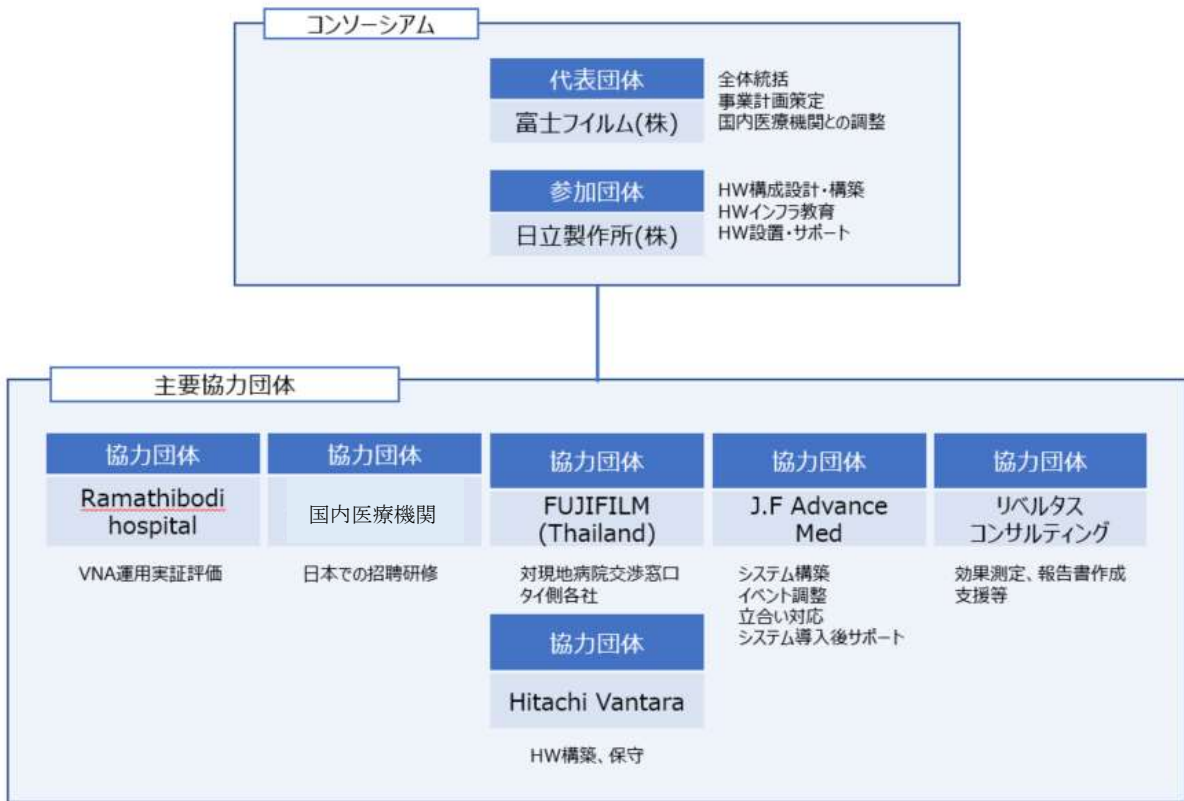 コンソーシアム
代表団体
富士フイルム(株)
全体統括
事業計画策定
国内医療機関との調整
参加団体
日立製作所(株)
HW構成設計・構築
HWインフラ教育
HW設置・サポート
主要協力団体
協力団体
Ramathibodi
hospital
VNA運用実証評価
協力団体
国内医療機関
日本での招聘研修
協力団体
FUJIFILM
(Thailand)
対現地病院交渉窓口
タイ側各社
協力団体
Hitachi Vantara
HW構築、保守
協力団体
J.F Advance
Med
システム構築
イベント調整
立合い対応
システム導入後サポート
協力団体
リベルタス
コンサルティング
効果測定、報告書作成
支援等